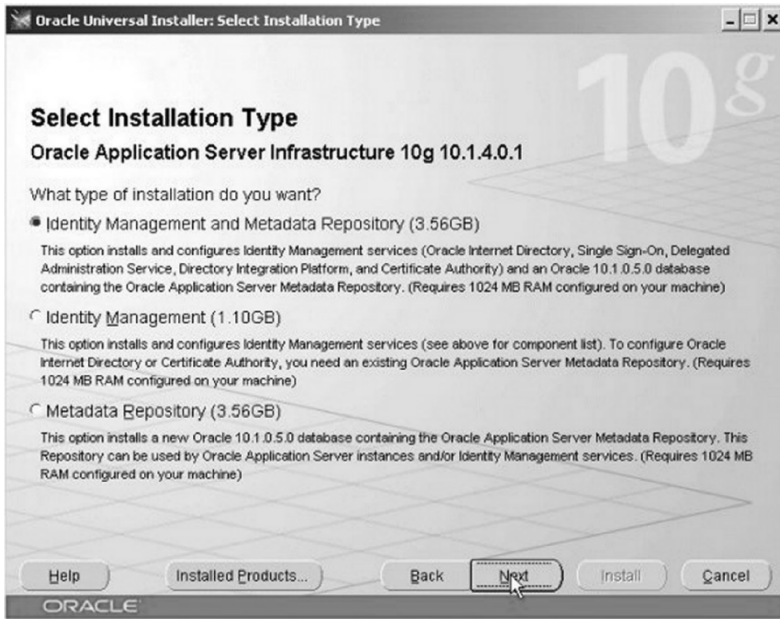 Oracle Universal Installer: Select Installation Type
10g
Select Installation Type
Oracle Application Server Infrastructure 10g 10.1.4.0.1
What type of installation do you want?
Identity Management and Metadata Repository (3.56GB)
This option installs and configures Identity Management services (Oracle Internet Directory, Single Sign-On, Delegated
Administration Service, Directory Integration Platform, and Certificate Authority) and an Oracle 10.1.0.5.0 database
containing the Oracle Application Server Metadata Repository. (Requires 1024 MB RAM configured on your machine)
Identity Management (1.10GB)
This option installs and configures Identity Management services (see above for component list). To configure Oracle
Internet Directory or Certificate Authority, you need an existing Oracle Application Server Metadata Repository. (Requires
1024 MB RAM configured on your machine)
Metadata Repository (3.56GB)
This option installs a new Oracle 10.1.0.5.0 database containing the Oracle Application Server Metadata Repository. This
Repository can be used by Oracle Application Server instances and/or Identity Management services. (Requires 1024 MB
RAM configured on your machine)
Help Installed Products... Back Next Install Cancel
ORACLE